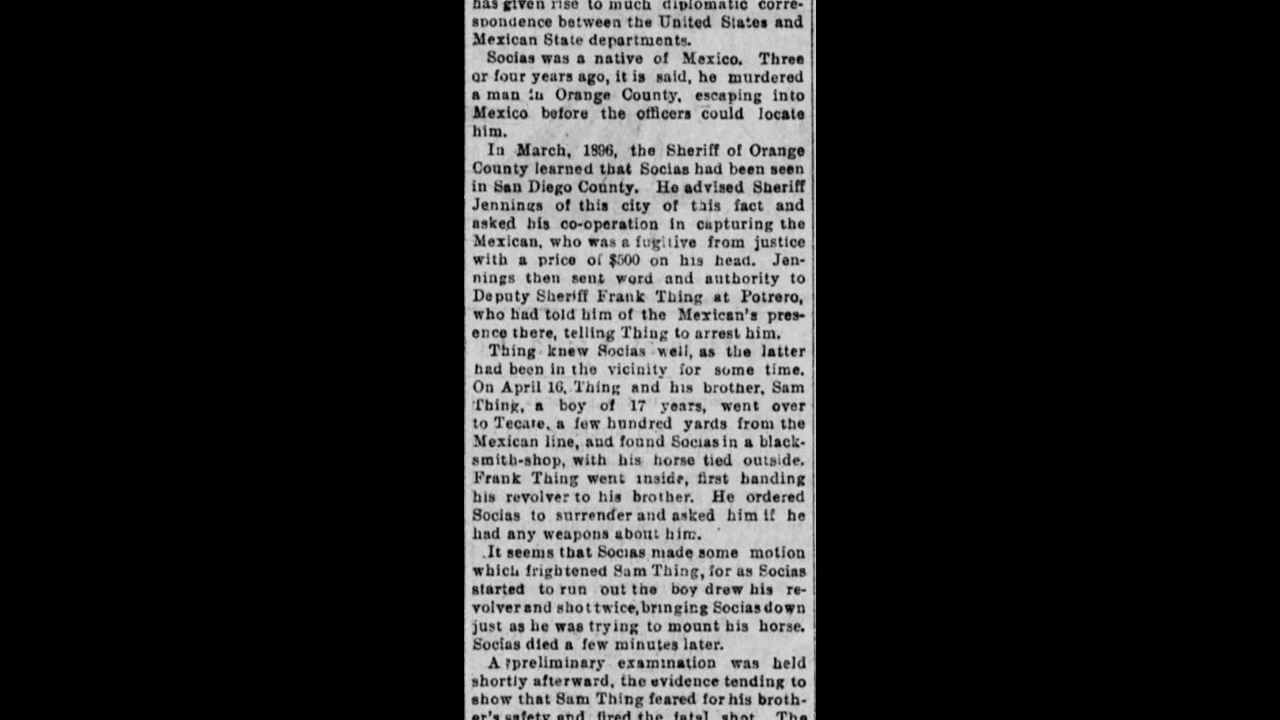 has given rise to much diplomatic corre-
spondence between the United States and
Mexican State departments.
Socias was a native of Mexico. Three
or four years ago, it is said, he murdered
a man in Orange County, escaping into
Mexico before the officers could locate
him.
In March, 1896, the Sheriff of Orange
County learned that Socias had been seen
in San Diego County. He advised Sheriff
Jennings of this city of this fact and
asked his co-operation in capturing the
Mexican, who was a fugitive from justice
with a price of $500 on his head. Jen-
nings then sent word and authority to
Deputy Sheriff Frank Thing at Potrero,
who had told him of the Mexican's pres-
ence there, telling Thing to arrest him.
Thing knew Socias well, as the latter
had been in the vicinity for some time.
On April 16, Thing and his brother, Sam
Thing, a boy of 17 years, went over
to Tecate, a few hundred yards from the
Mexican line, and found Socias in a black-
smith-shop, with his horse tied outside.
Frank Thing went inside, first handing
his revolver to his brother. He ordered
Socias to surrender and asked him if he
had any weapons about him.
It seems that Socias made some motion
which frightened Sam Thing, for as Socias
started to run out the boy drew his re-
volver and shot twice, bringing Socias down
just as he was trying to mount his horse.
Socias died a few minutes later.
A preliminary examination was held
shortly afterward, the evidence tending to
show that Sam Thing feared for his broth-
er's safety and fired the fatal shot. The